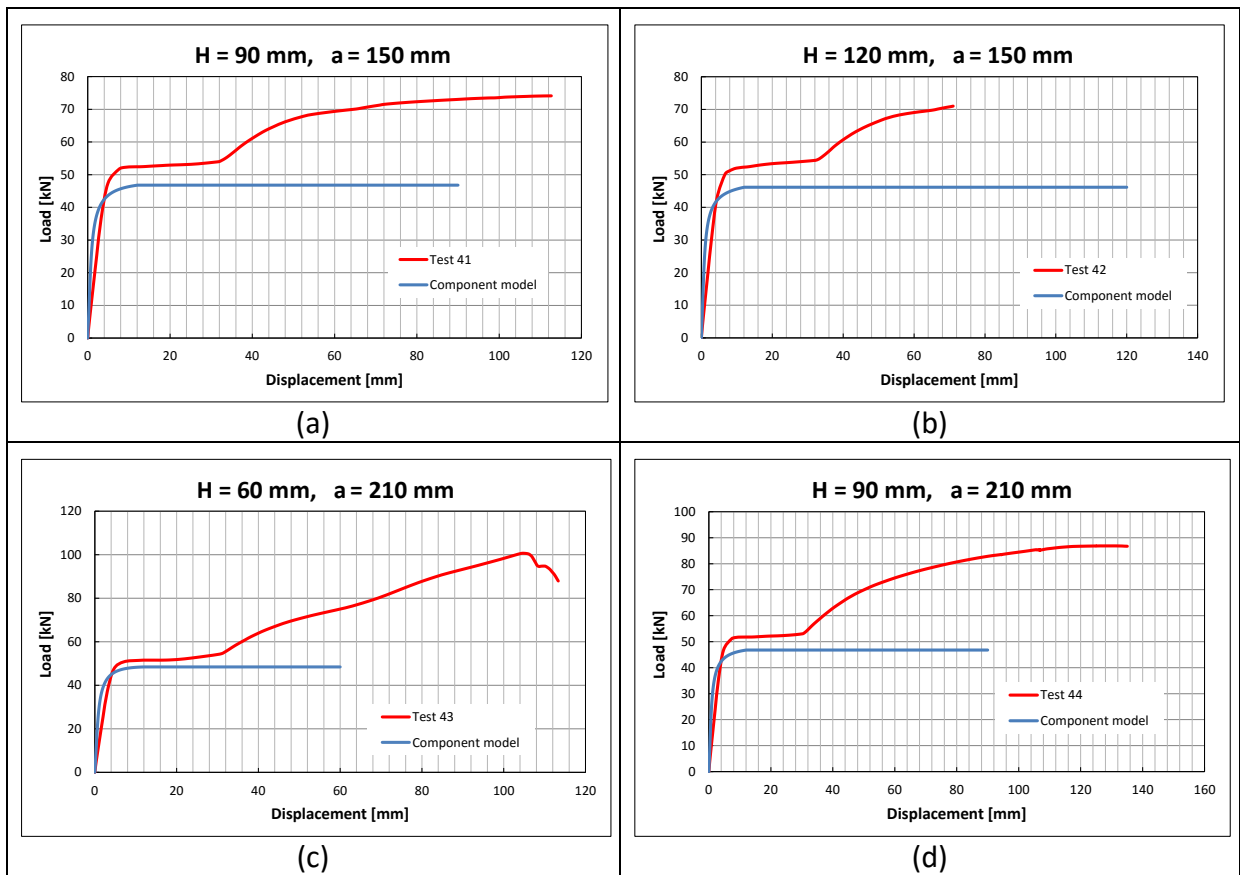 H = 90 mm, a = 150 mm
80
70
60
50
40
30
20
10
0
Load [kN]
Test 41
Component model
0 20 40 60 80 100 120
Displacement [mm]
(a)
H = 120 mm, a = 150 mm
80
70
60
50
40
30
20
10
0
Load [kN]
Test 42
Component model
0 20 40 60 80 100 120 140
Displacement [mm]
(b)
H = 60 mm, a = 210 mm
120
100
80
60
40
20
0
Load [kN]
Test 43
Component model
0 20 40 60 80 100 120
Displacement [mm]
(c)
H = 90 mm, a = 210 mm
100
90
80
70
60
50
40
30
20
10
0
Load [kN]
Test 44
Component model
0 20 40 60 80 100 120 140 160
Displacement [mm]
(d)